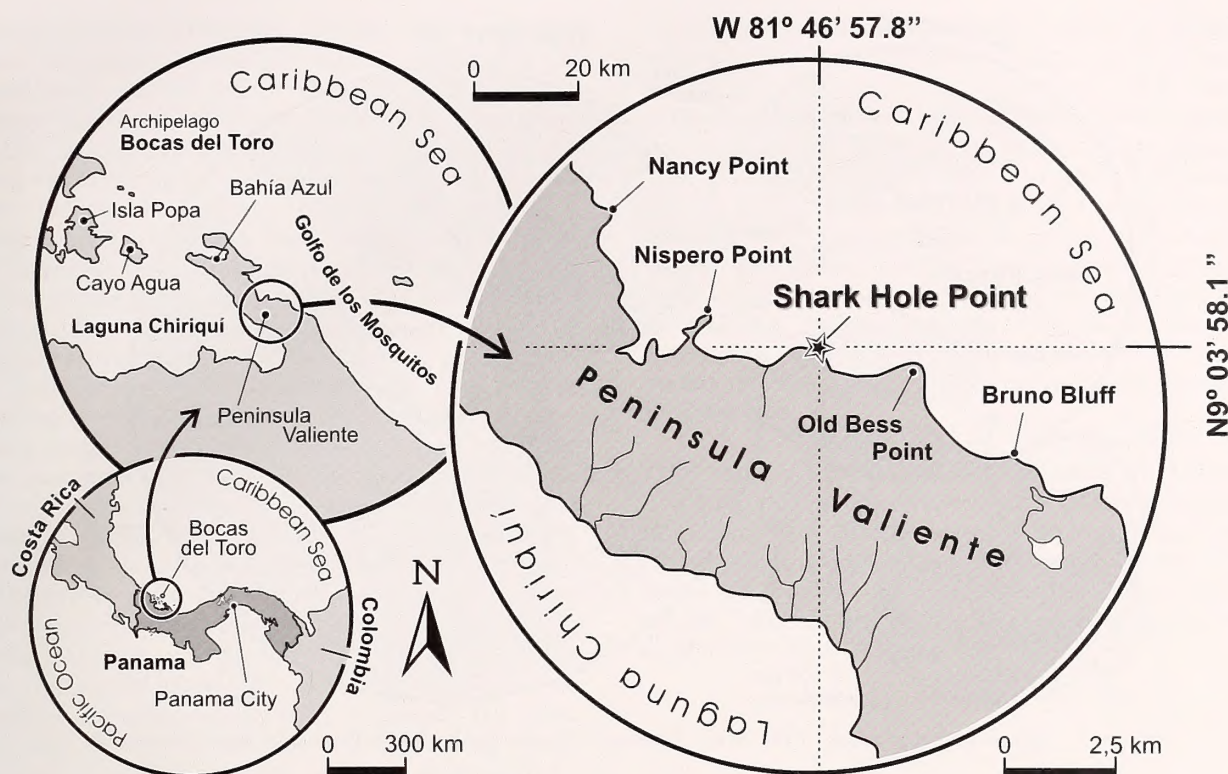 W 81º 46’ 57.8”
0 20 km
Caribbean Sea
Archipelago
Bocas del Toro
Bahía Azul
Isla Popa
Cayo Agua
Golfo de los Mosquitos
Laguna Chiriquí
Peninsula
Valiente
Caribbean Sea
Nancy Point
Nispero Point
Shark Hole Point
N9º 03’ 58.1 ”
Bruno Bluff
Old Bess
Point
Peninsula Valiente
Laguna Chiriquí
Costa Rica
Caribbean Sea
Bocas
del Toro
N
Colombia
Panama
Panama City
Pacific Ocean
0 300 km
0 2,5 km